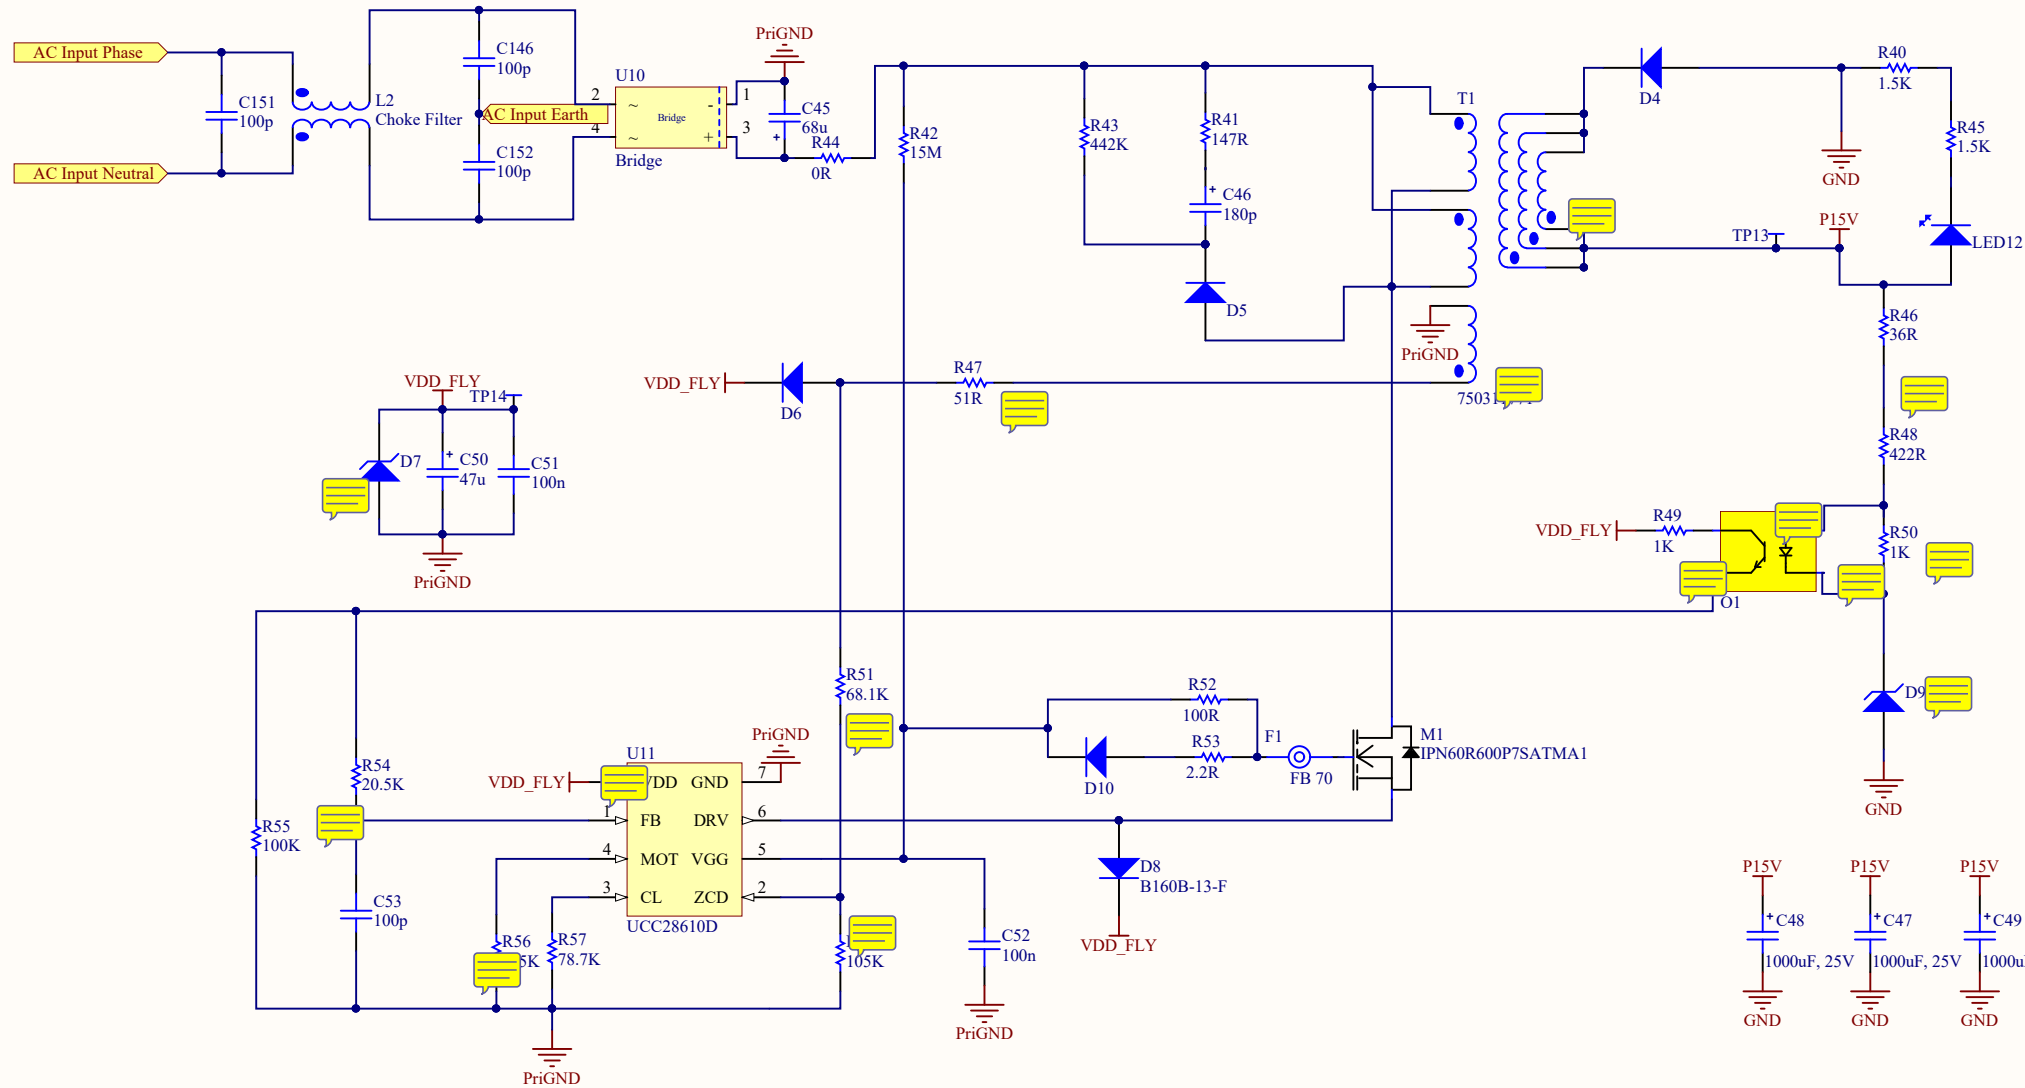 AC Input Phase
C151
100p
AC Input Neutral
L2
Choke Filter
C146
100p
AC Input Earth
C152
100p
U10
2
~
-
1
Bridge
4
~
+
3
Bridge
PriGND
C45
68u
R44
0R
R42
15M
R43
442K
R41
147R
C46
180p
D5
T1
PriGND
D4
GND
R40
1.5K
R45
1.5K
LED12
TP13
P15V
R46
36R
R48
422R
R50
1K
VDD_FLY
R49
1K
O1
D9
GND
VDD_FLY
TP14
D7
C50
47u
C51
100n
PriGND
VDD_FLY
D6
R47
51R
R51
68.1K
R54
20.5K
R55
100K
C53
100p
VDD_FLY
U11
GND
7
PriGND
1
FB
DRV
6
4
MOT
VGG
5
3
CL
ZCD
2
UCC28610D
R56
R57
78.7K
PriGND
105K
C52
100n
PriGND
R52
100R
R53
2.2R
D10
F1
FB 70
M1
IPN60R600P7SATMA1
D8
B160B-13-F
VDD_FLY
P15V
C48
1000uF, 25V
GND
P15V
C47
1000uF, 25V
GND
P15V
C49
GND